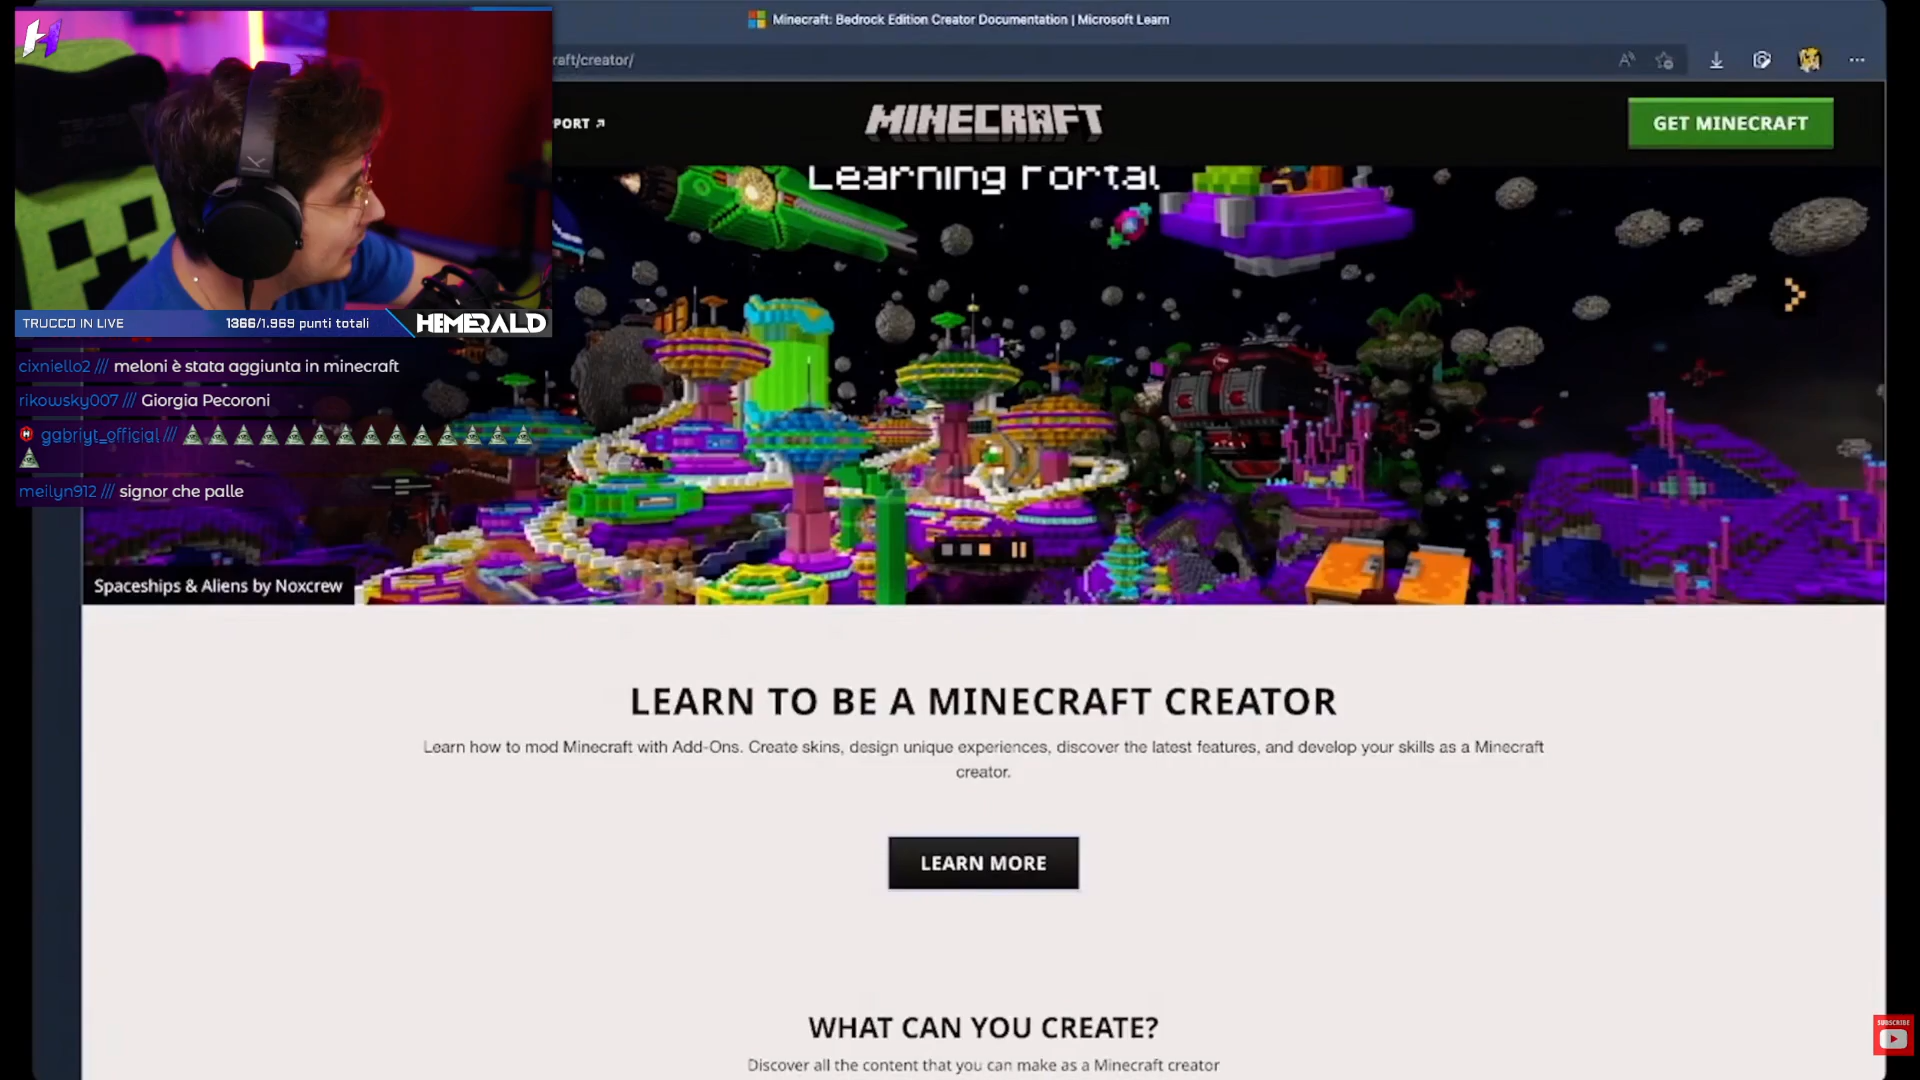 Minecraft: Bedrock Edition Creator Documentation | Microsoft Learn
raft/creator/
PORT
MINECRAFT
GET MINECRAFT
Learning Portal
TRUCCO IN LIVE
1366/1.969 punti totali
HEMERALD
cixniello2 /// meloni è stata aggiunta in minecraft
rikowsky007 /// Giorgia Pecoroni
gabriyt_official ///
meilyn912 /// signor che palle
Spaceships & Aliens by Noxcrew
LEARN TO BE A MINECRAFT CREATOR
Learn how to mod Minecraft with Add-Ons. Create skins, design unique experiences, discover the latest features, and develop your skills as a Minecraft
creator.
LEARN MORE
WHAT CAN YOU CREATE?
Discover all the content that you can make as a Minecraft creator
SUBSCRIBE